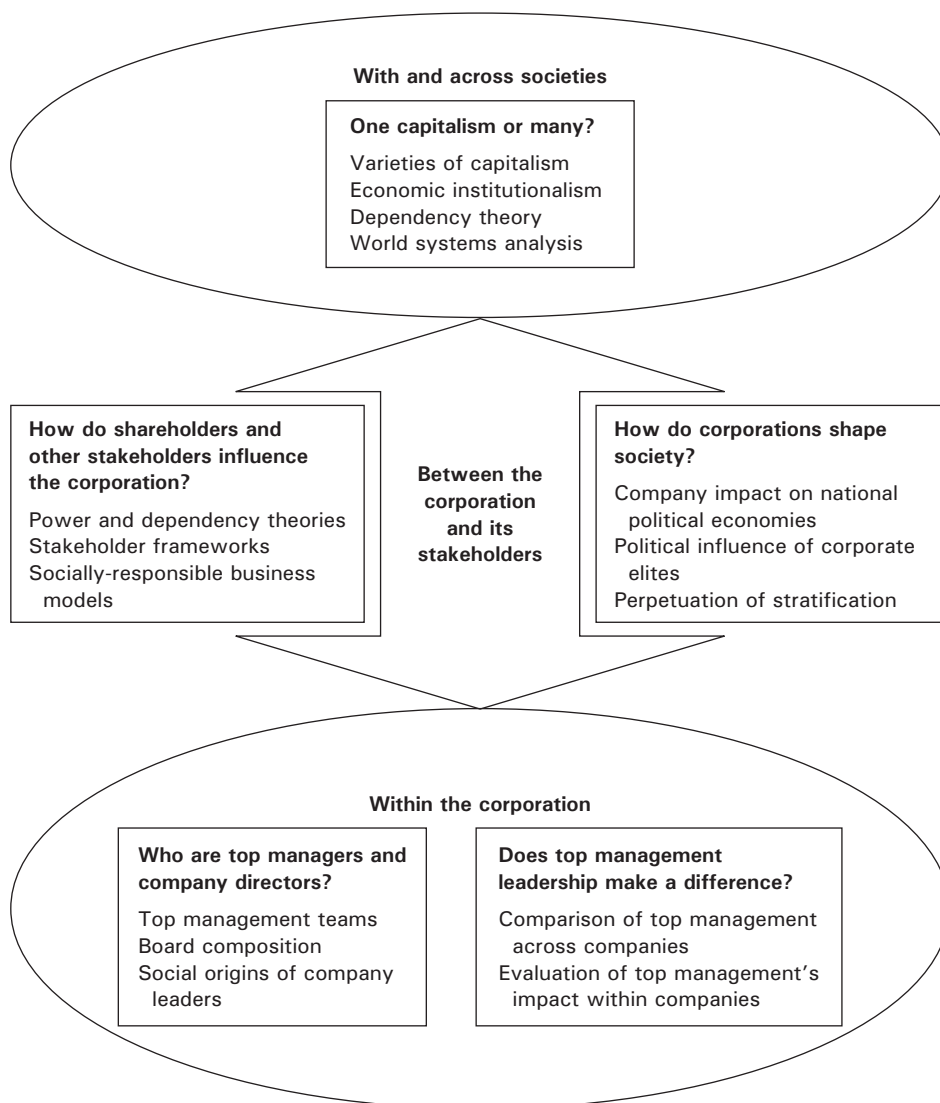 With and across societies
One capitalism or many?
Varieties of capitalism
Economic institutionalism
Dependency theory
World systems analysis
How do shareholders and
other stakeholders influence
the corporation?
Power and dependency theories
Stakeholder frameworks
Socially-responsible business
models
Between the
corporation
and its
stakeholders
How do corporations shape
society?
Company impact on national
political economies
Political influence of corporate
elites
Perpetuation of stratification
Within the corporation
Who are top managers and
company directors?
Top management teams
Board composition
Social origins of company
leaders
Does top management
leadership make a difference?
Comparison of top management
across companies
Evaluation of top management's
impact within companies